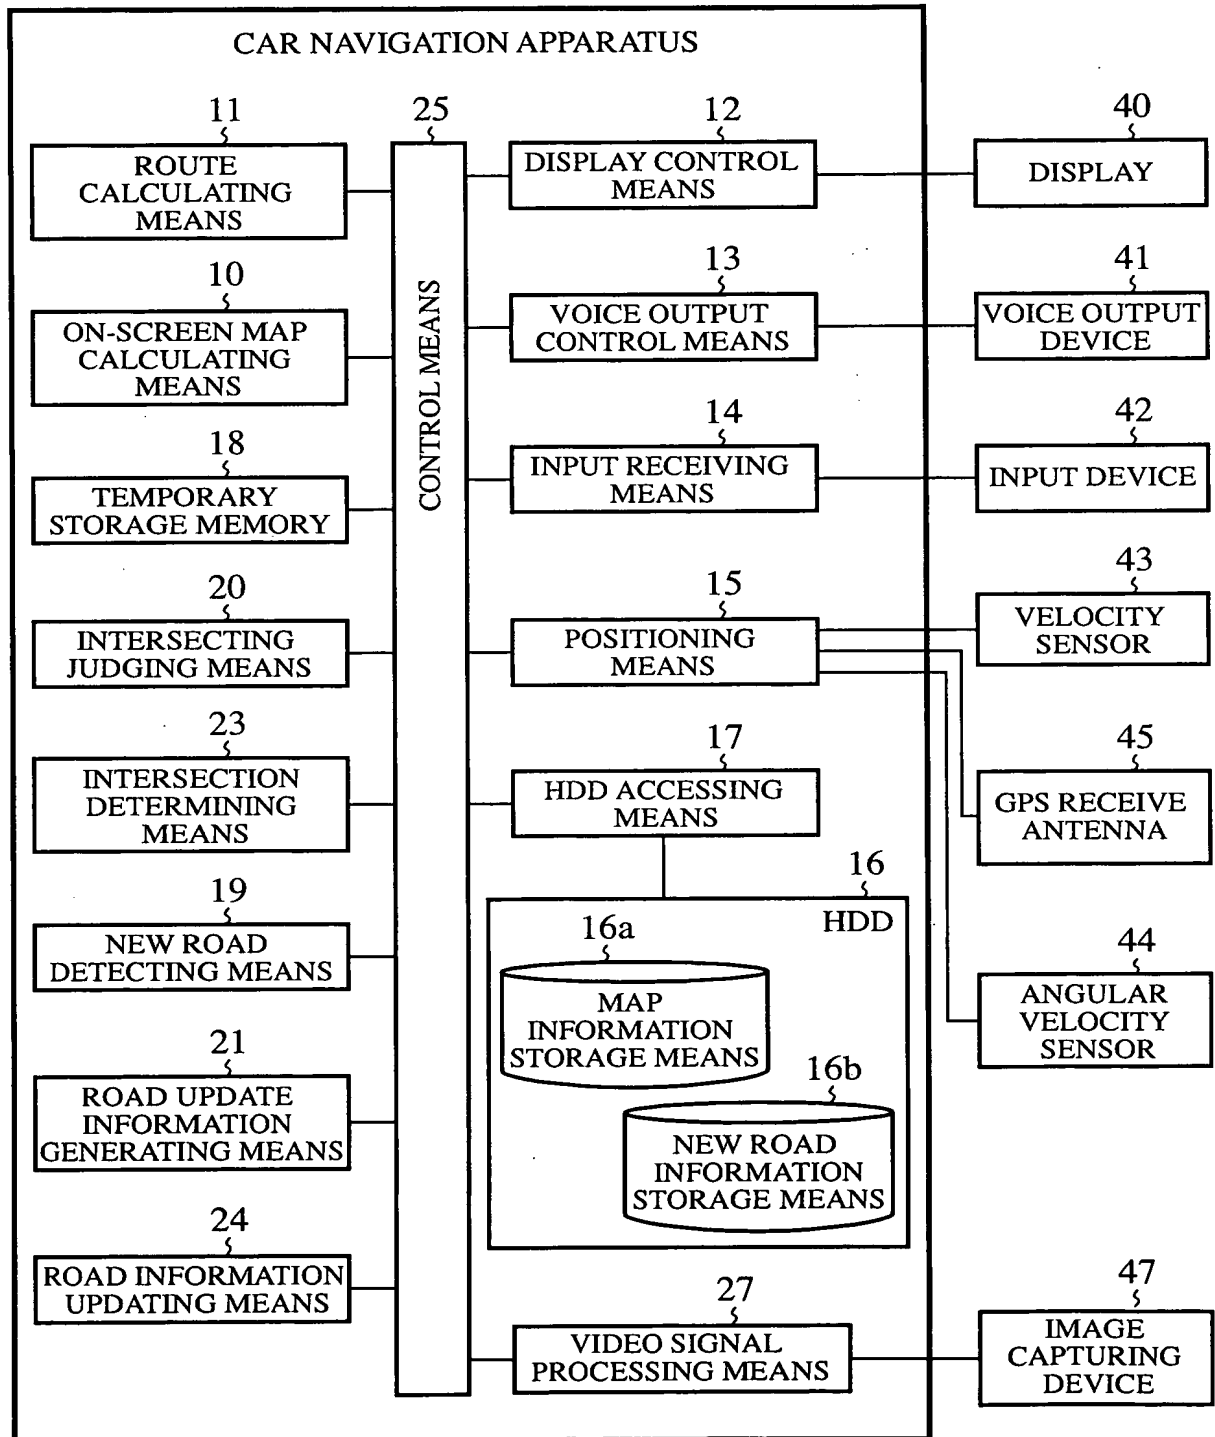 CAR NAVIGATION APPARATUS
11
ROUTE
CALCULATING
MEANS
10
ON-SCREEN MAP
CALCULATING
MEANS
18
TEMPORARY
STORAGE MEMORY
20
INTERSECTING
JUDGING MEANS
23
INTERSECTION
DETERMINING
MEANS
19
NEW ROAD
DETECTING MEANS
21
ROAD UPDATE
INFORMATION
GENERATING MEANS
24
ROAD INFORMATION
UPDATING MEANS
25
CONTROL MEANS
12
DISPLAY CONTROL
MEANS
13
VOICE OUTPUT
CONTROL MEANS
14
INPUT RECEIVING
MEANS
15
POSITIONING
MEANS
17
HDD ACCESSING
MEANS
16
HDD
16a
MAP
INFORMATION
STORAGE MEANS
16b
NEW ROAD
INFORMATION
STORAGE MEANS
27
VIDEO SIGNAL
PROCESSING MEANS
40
DISPLAY
41
VOICE OUTPUT
DEVICE
42
INPUT DEVICE
43
VELOCITY
SENSOR
45
GPS RECEIVE
ANTENNA
44
ANGULAR
VELOCITY
SENSOR
47
IMAGE
CAPTURING
DEVICE